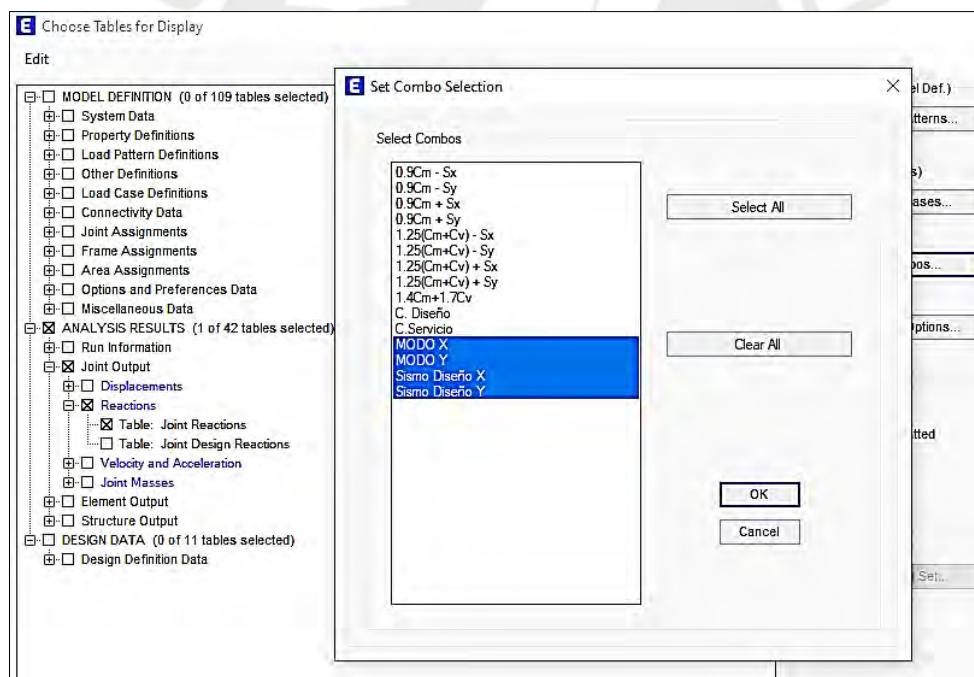 E Choose Tables for Display
Edit
MODEL DEFINITION (0 of 109 tables selected)
System Data
Property Definitions
Load Pattern Definitions
Other Definitions
Load Case Definitions
Connectivity Data
Joint Assignments
Frame Assignments
Area Assignments
Options and Preferences Data
Miscellaneous Data
ANALYSIS RESULTS (1 of 42 tables selected)
Run Information
Joint Output
Displacements
Reactions
Table: Joint Reactions
Table: Joint Design Reactions
Velocity and Acceleration
Joint Masses
Element Output
Structure Output
DESIGN DATA (0 of 11 tables selected)
Design Definition Data
E Set Combo Selection
Select Combos
0.9Cm - Sx
0.9Cm - Sy
0.9Cm + Sx
0.9Cm + Sy
1.25(Cm+Cv) - Sx
1.25(Cm+Cv) - Sy
1.25(Cm+Cv) + Sx
1.25(Cm+Cv) + Sy
1.4Cm+1.7Cv
C. Diseño
C.Servicio
MODO X
MODO Y
Sismo Diseño X
Sismo Diseño Y
Select All
Clear All
OK
Cancel
el Def.)
tterns...
s)
ases...
os...
ptions...
tted
Set...